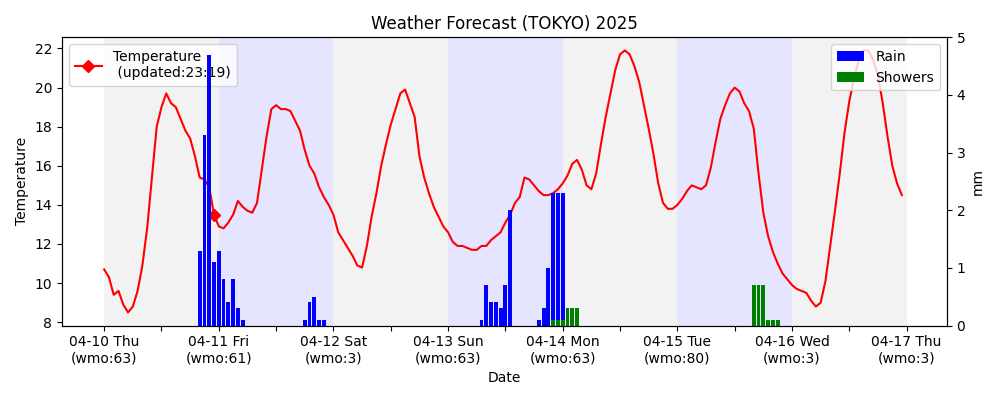 Weather Forecast (TOKYO) 2025
Temperature
(updated:23:19)
Rain
Showers
22
20
18
16
14
12
10
8
Temperature
5
4
3
2
1
0
mm
04-10 Thu
(wmo:63)
04-11 Fri
(wmo:61)
04-12 Sat
(wmo:3)
04-13 Sun
(wmo:63)
04-14 Mon
(wmo:63)
04-15 Tue
(wmo:80)
04-16 Wed
(wmo:3)
04-17 Thu
(wmo:3)
Date